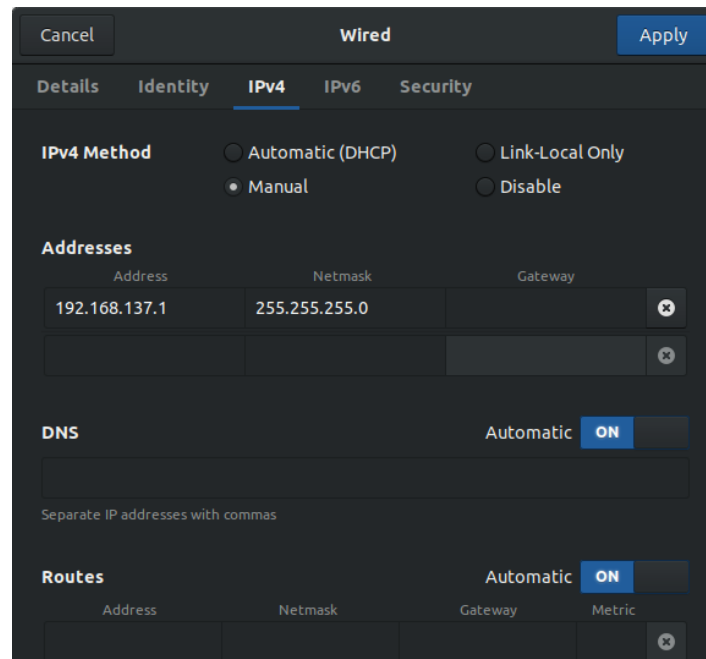 Cancel Wired Apply
Details Identity IPv4 IPv6 Security
IPv4 Method Automatic (DHCP) Link-Local Only
Manual Disable
Addresses
Address Netmask Gateway
192.168.137.1 255.255.255.0
DNS Automatic ON
Separate IP addresses with commas
Routes Automatic ON
Address Netmask Gateway Metric